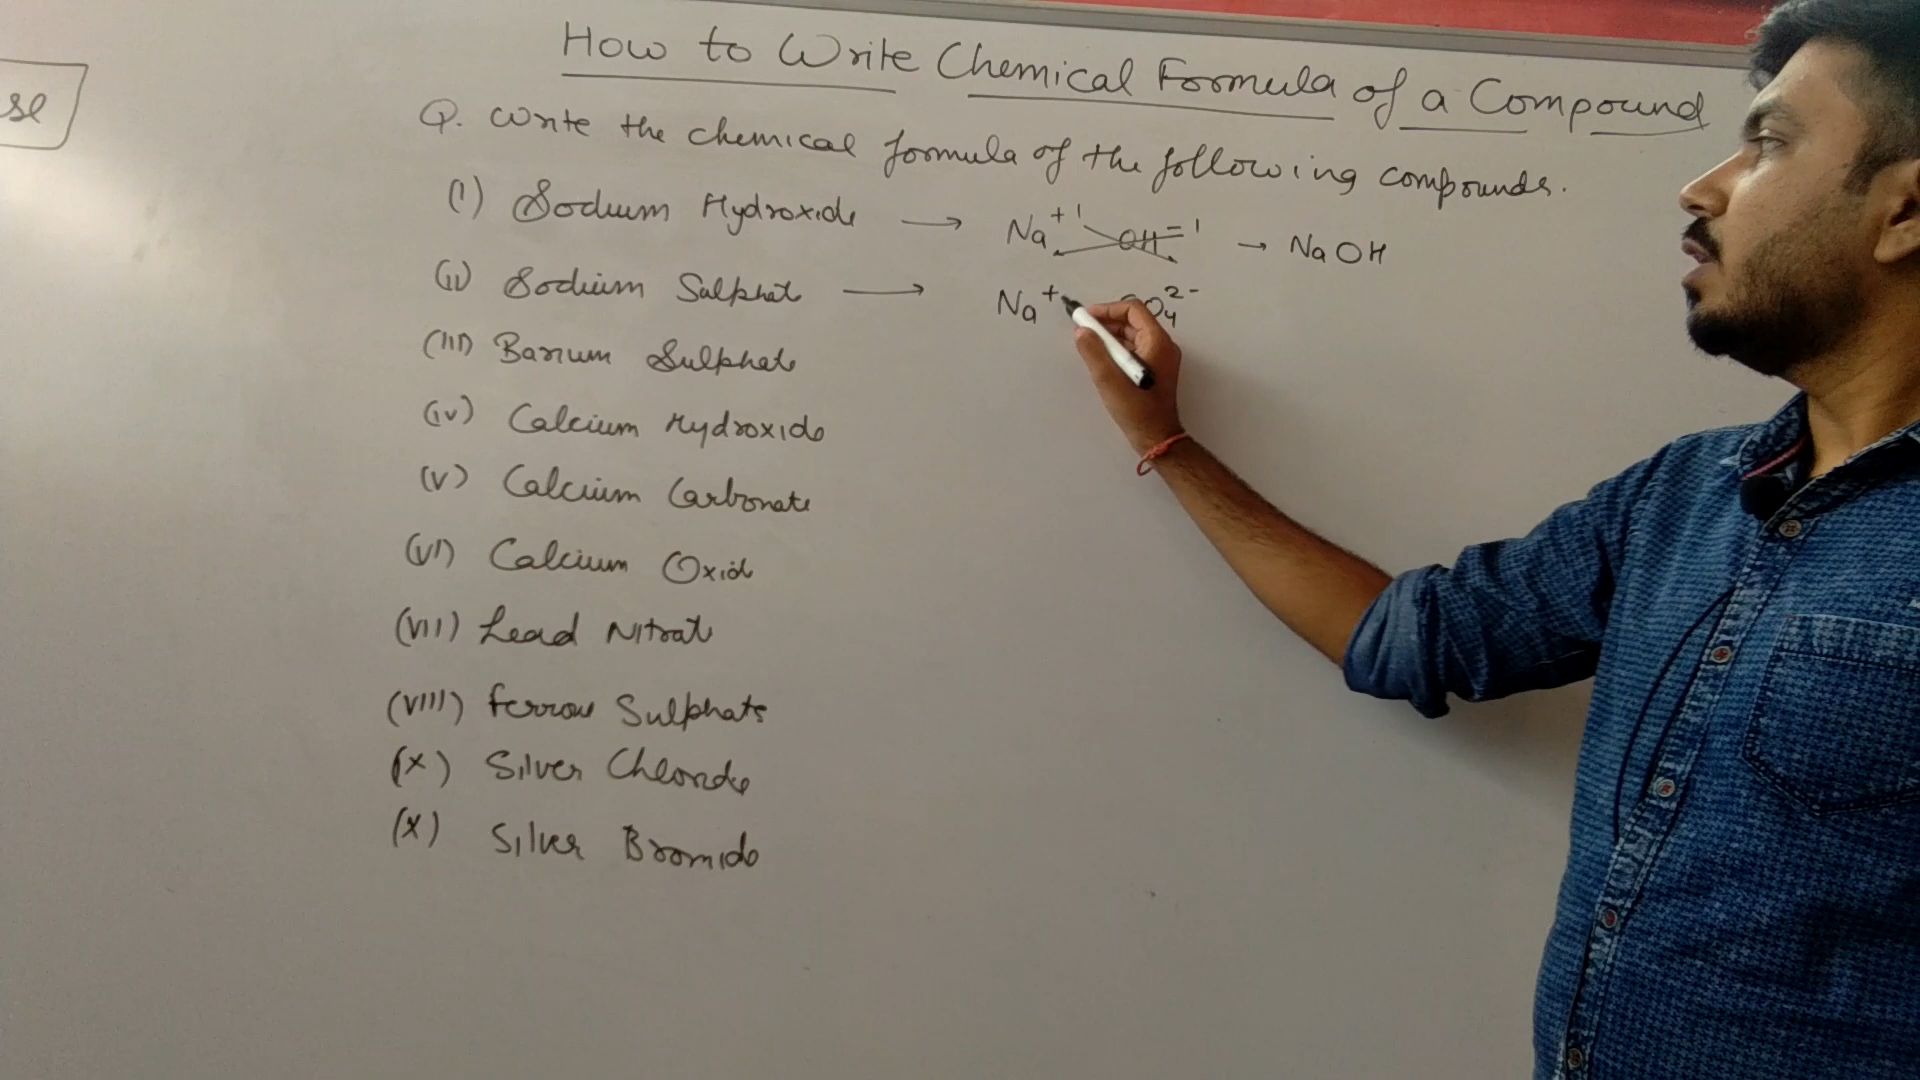 se
How to Write Chemical Formula of a Compound
Q. Write the chemical formula of the following compounds.
(i) Sodium Hydroxide → Na+1 OH-1 → NaOH
(ii) Sodium Sulphate → Na+ SO4 2-
(III) Barium Sulphate
(iv) Calcium Hydroxide
(V) Calcium Carbonate
(VI) Calcium Oxide
(VII) Lead Nitrate
(VIII) Ferrous Sulphate
(X) Silver Chloride
(X) Silver Bromide